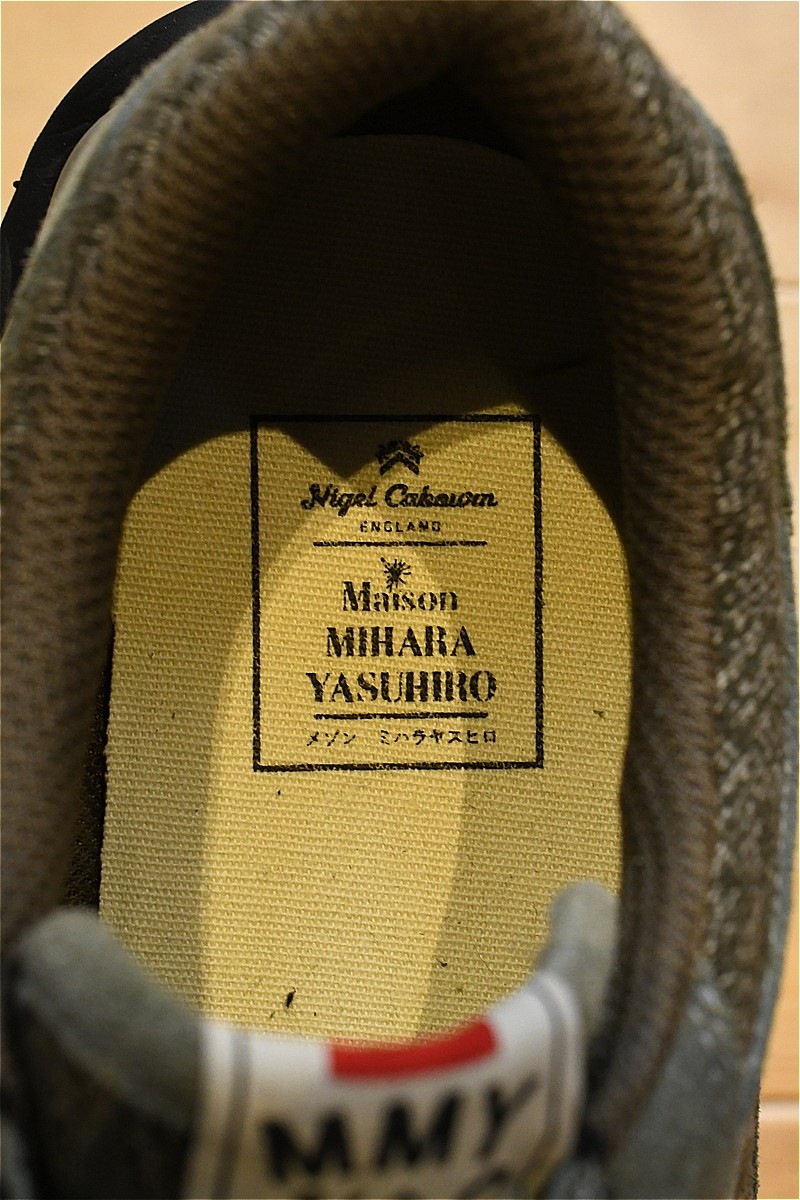 Nigel Cabourn
ENGLAND
Maison
MIHARA
YASUHIRO
メゾン ミハラヤスヒロ
MMY